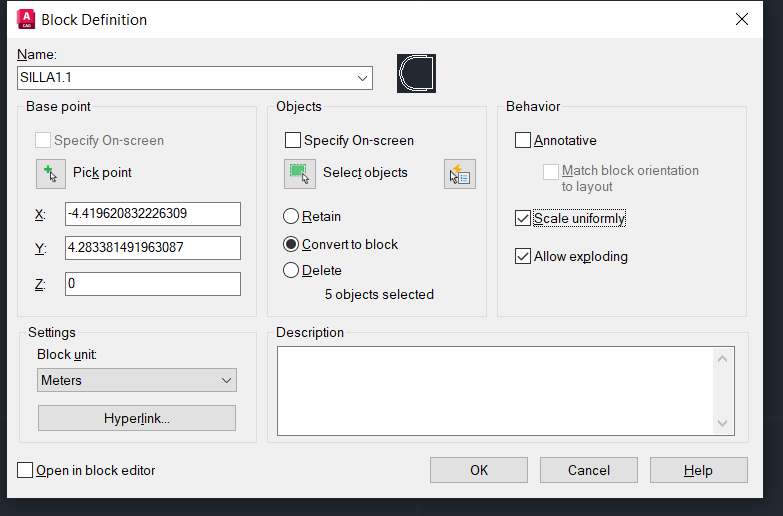 A
CAD
Block Definition
Name:
SILLA1.1
Base point
Specify On-screen
Pick point
X:
-4.419620832226309
Y:
4.283381491963087
Z:
0
Objects
Specify On-screen
Select objects
Retain
Convert to block
Delete
5 objects selected
Behavior
Annotative
Match block orientation
to layout
Scale uniformly
Allow exploding
Settings
Block unit:
Meters
Hyperlink...
Description
Open in block editor
OK
Cancel
Help